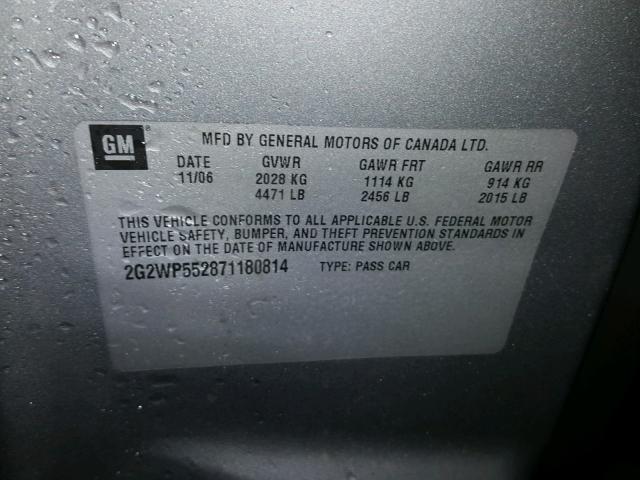 GM® MFD BY GENERAL MOTORS OF CANADA LTD.
DATE GVWR GAWR FRT GAWR RR
11/06 2028 KG 1114 KG 914 KG
4471 LB 2456 LB 2015 LB
THIS VEHICLE CONFORMS TO ALL APPLICABLE U.S. FEDERAL MOTOR
VEHICLE SAFETY, BUMPER, AND THEFT PREVENTION STANDARDS IN
EFFECT ON THE DATE OF MANUFACTURE SHOWN ABOVE.
2G2WP552871180814 TYPE: PASS CAR